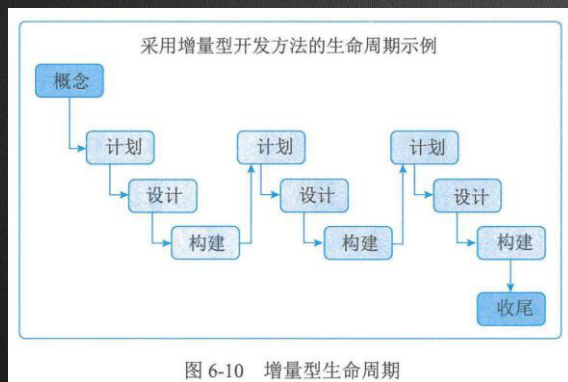 采用增量型开发方法的生命周期示例
概念
计划
计划
计划
设计
设计
设计
构建
构建
构建
收尾
图 6-10 增量型生命周期